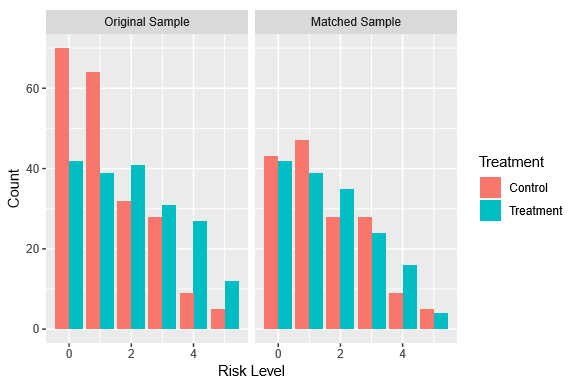 Original Sample
Matched Sample
Count
60
40
20
0
0 2 4
0 2 4
Risk Level
Treatment
Control
Treatment